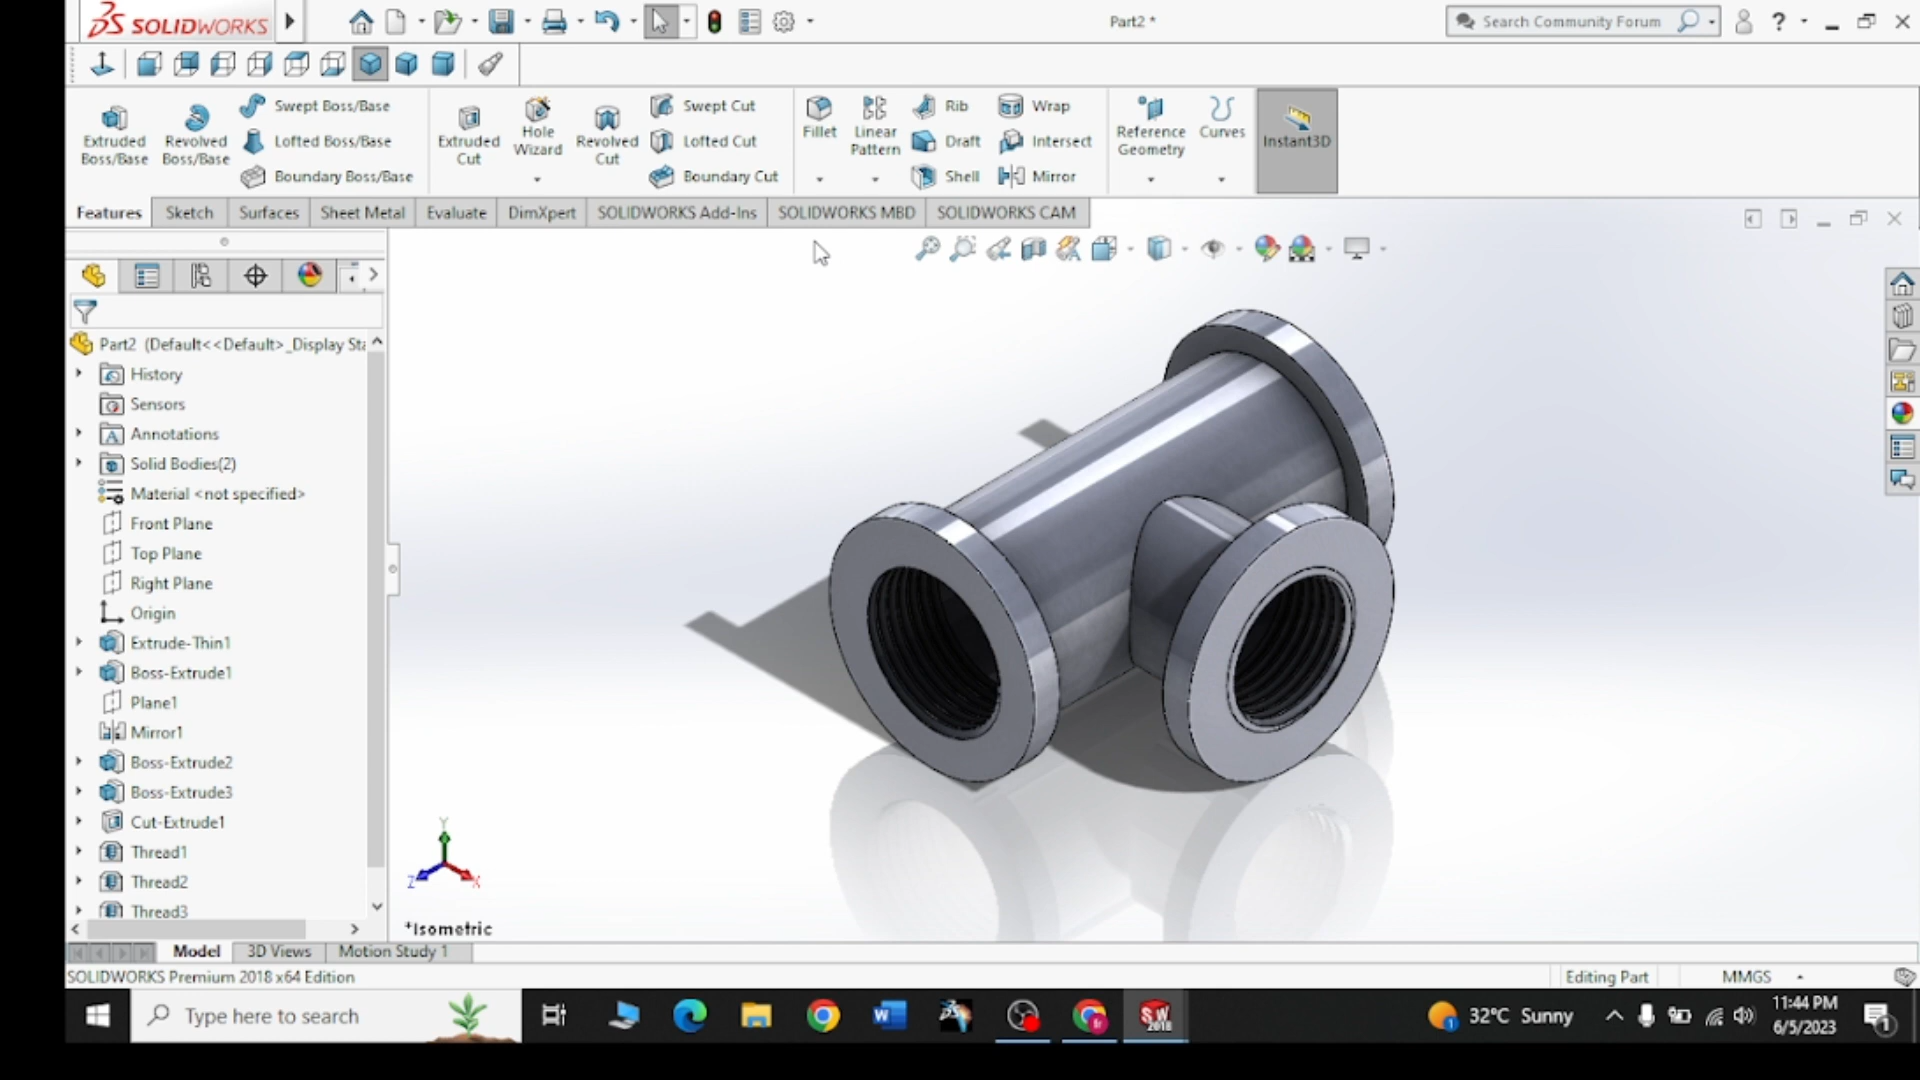 SOLIDWORKS
Part2 *
Search Community Forum
?
Extruded Boss/Base
Revolved Boss/Base
Swept Boss/Base
Lofted Boss/Base
Boundary Boss/Base
Extruded Cut
Hole Wizard
Revolved Cut
Swept Cut
Lofted Cut
Boundary Cut
Fillet
Linear Pattern
Rib
Draft
Shell
Wrap
Intersect
Mirror
Reference Geometry
Curves
Instant3D
Features
Sketch
Surfaces
Sheet Metal
Evaluate
DimXpert
SOLIDWORKS Add-Ins
SOLIDWORKS MBD
SOLIDWORKS CAM
Part2 (Default<<Default>_Display Sta
History
Sensors
Annotations
Solid Bodies(2)
Material <not specified>
Front Plane
Top Plane
Right Plane
Origin
Extrude-Thin1
Boss-Extrude1
Plane1
Mirror1
Boss-Extrude2
Boss-Extrude3
Cut-Extrude1
Thread1
Thread2
Thread3
Y
Z
X
*Isometric
Model
3D Views
Motion Study 1
SOLIDWORKS Premium 2018 x64 Edition
Editing Part
MMGS
Type here to search
32°C Sunny
11:44 PM
6/5/2023